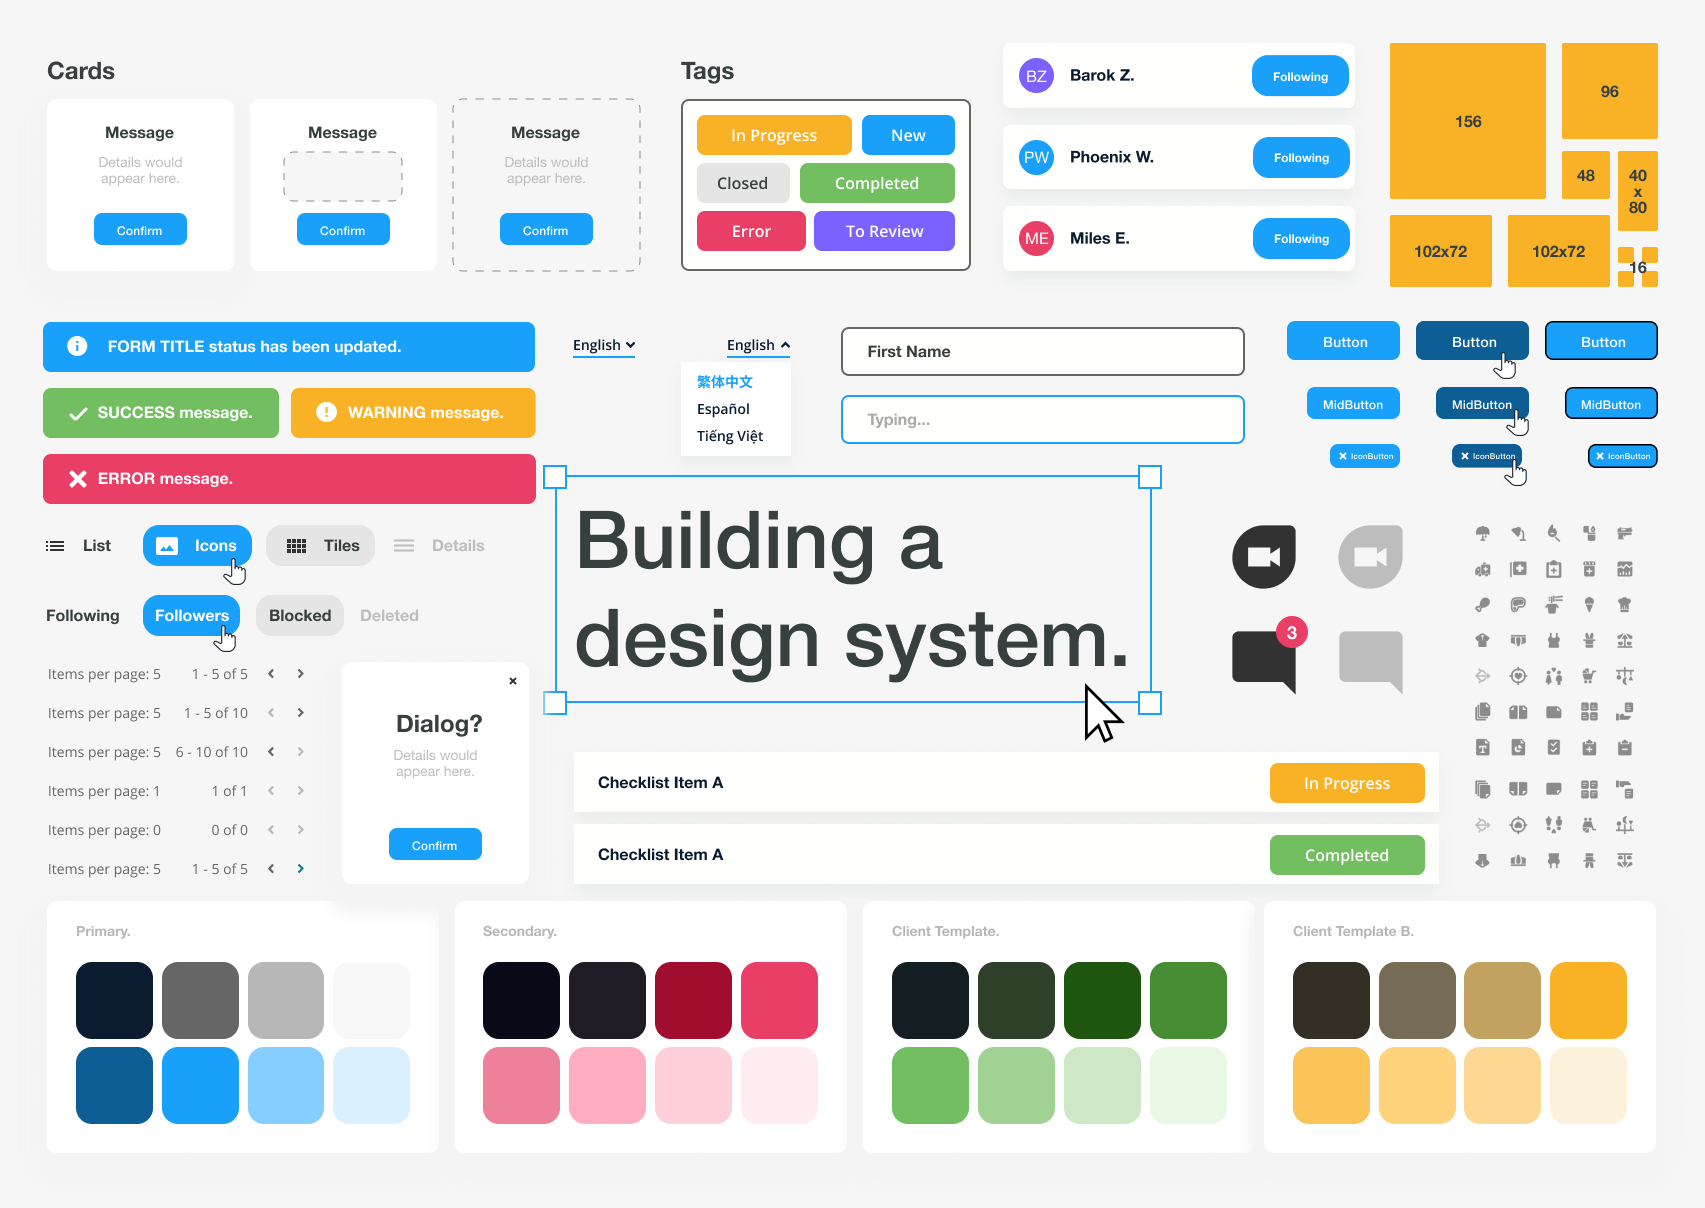 Cards
Message
Details would
appear here.
Confirm
Message
Confirm
Message
Details would
appear here.
Confirm
Tags
In Progress
New
Closed
Completed
Error
To Review
BZ
Barok Z.
Following
PW
Phoenix W.
Following
ME
Miles E.
Following
156
96
48
40
x
80
102x72
102x72
16
FORM TITLE status has been updated.
SUCCESS message.
WARNING message.
ERROR message.
English
English
繁体中文
Español
Tiếng Việt
First Name
Typing...
Button
Button
Button
MidButton
MidButton
MidButton
IconButton
IconButton
IconButton
List
Icons
Tiles
Details
Following
Followers
Blocked
Deleted
Items per page: 5 1 - 5 of 5
Items per page: 5 1 - 5 of 10
Items per page: 5 6 - 10 of 10
Items per page: 1 1 of 1
Items per page: 0 0 of 0
Items per page: 5 1 - 5 of 5
Dialog?
Details would
appear here.
Confirm
Building a
design system.
3
Checklist Item A
In Progress
Checklist Item A
Completed
Primary.
Secondary.
Client Template.
Client Template B.